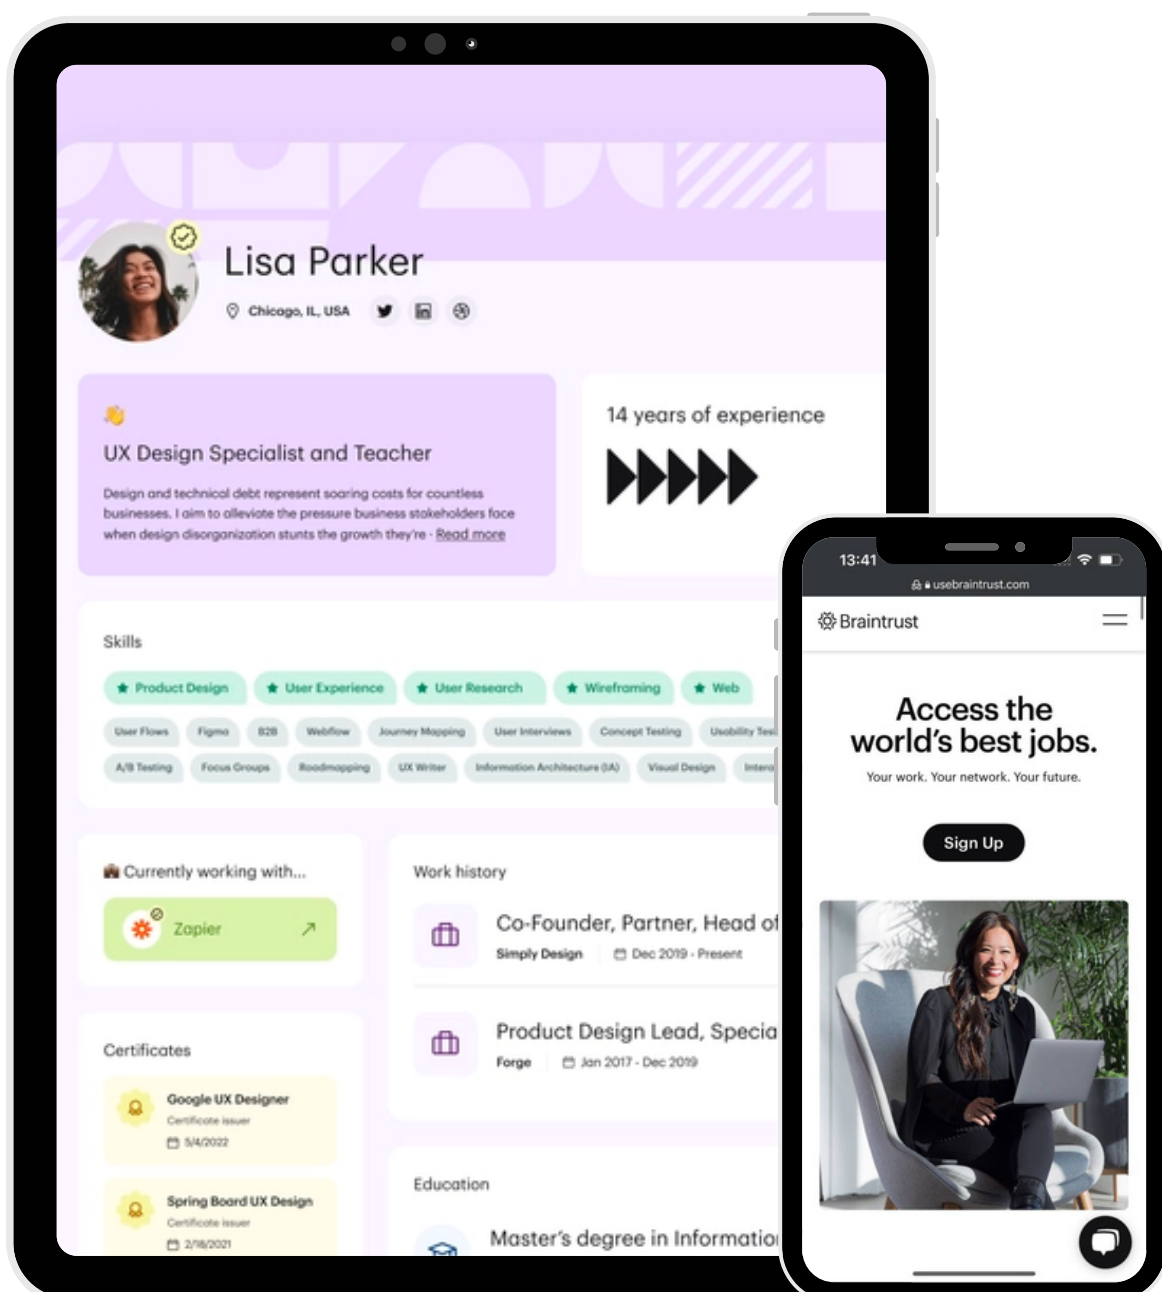 Lisa Parker
Chicago, IL, USA
UX Design Specialist and Teacher
Design and technical debt represent soaring costs for countless
businesses. I aim to alleviate the pressure business stakeholders face
when design disorganization stunts the growth they're · Read more
14 years of experience
Skills
Product Design
User Experience
User Research
Wireframing
Web
User Flows
Figma
B2B
Webflow
Journey Mapping
User Interviews
Concept Testing
Usability
A/B Testing
Focus Groups
Roadmapping
UX Writer
Information Architecture (IA)
Visual Design
Currently working with...
Zapier
Certificates
Google UX Designer
Certificate issuer
5/4/2022
Spring Board UX Design
Certificate issuer
2/18/2021
Work history
Co-Founder, Partner, Head of
Simply Design
Dec 2019 - Present
Product Design Lead,
Forge
Jan 2017 - Dec 2019
Education
Master's degree in
13:41
usebraintrust.com
Braintrust
Access the
world's best jobs.
Your work. Your network. Your future.
Sign Up